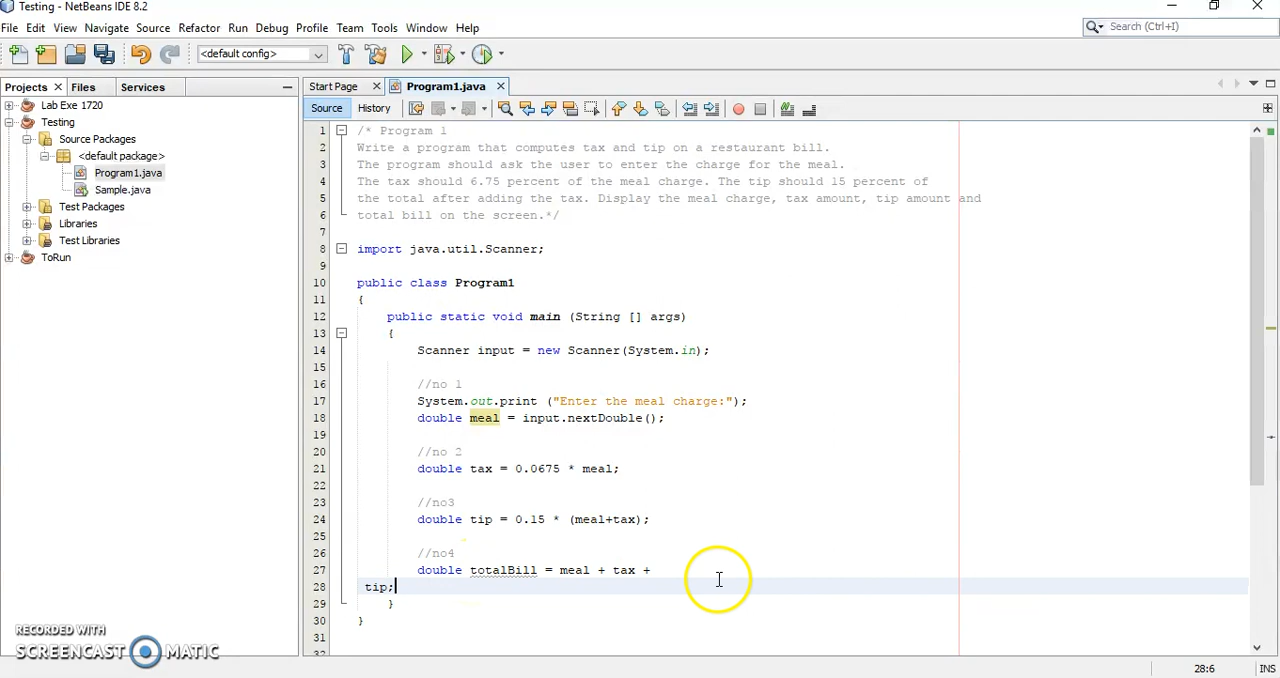 Testing - NetBeans IDE 8.2
File Edit View Navigate Source Refactor Run Debug Profile Team Tools Window Help
Search (Ctrl+I)
<default config>
Projects Files Services
Start Page Program1.java
Source History
Lab Exe 1720
Testing
Source Packages
<default package>
Program1.java
Sample.java
Test Packages
Libraries
Test Libraries
ToRun
1 /* Program 1
2 Write a program that computes tax and tip on a restaurant bill.
3 The program should ask the user to enter the charge for the meal.
4 The tax should 6.75 percent of the meal charge. The tip should 15 percent of
5 the total after adding the tax. Display the meal charge, tax amount, tip amount and
6 total bill on the screen.*/
7
8 import java.util.Scanner;
9
10 public class Program1
11 {
12 public static void main (String [] args)
13 {
14 Scanner input = new Scanner(System.in);
15
16 //no 1
17 System.out.print ("Enter the meal charge:");
18 double meal = input.nextDouble();
19
20 //no 2
21 double tax = 0.0675 * meal;
22
23 //no3
24 double tip = 0.15 * (meal+tax);
25
26 //no4
27 double totalBill = meal + tax +
28 tip;
29 }
30 }
31
32
RECORDED WITH
SCREENCAST MATIC
28:6 INS